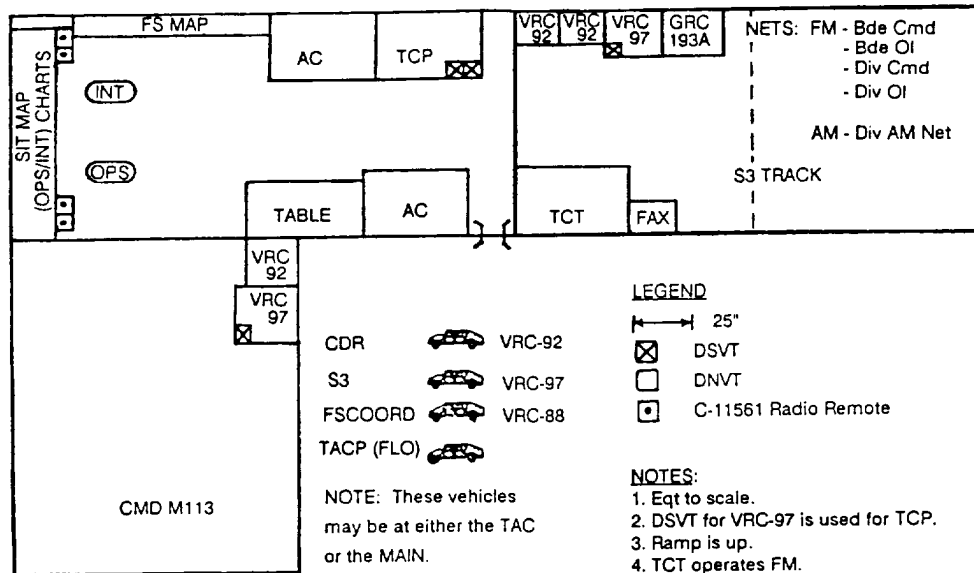 FS MAP
AC
TCP
VRC
92
VRC
92
VRC
97
GRC
193A
NETS: FM - Bde Cmd
- Bde OI
- Div Cmd
- Div OI
AM - Div AM Net
SIT MAP
(OPS/INT) CHARTS
INT
OPS
S3 TRACK
TABLE
AC
TCT
FAX
VRC
92
VRC
97
CMD M113
CDR
VRC-92
S3
VRC-97
FSCOORD
VRC-88
TACP (FLO)
NOTE: These vehicles
may be at either the TAC
or the MAIN.
LEGEND
25"
DSVT
DNVT
C-11561 Radio Remote
NOTES:
1. Eqt to scale.
2. DSVT for VRC-97 is used for TCP.
3. Ramp is up.
4. TCT operates FM.